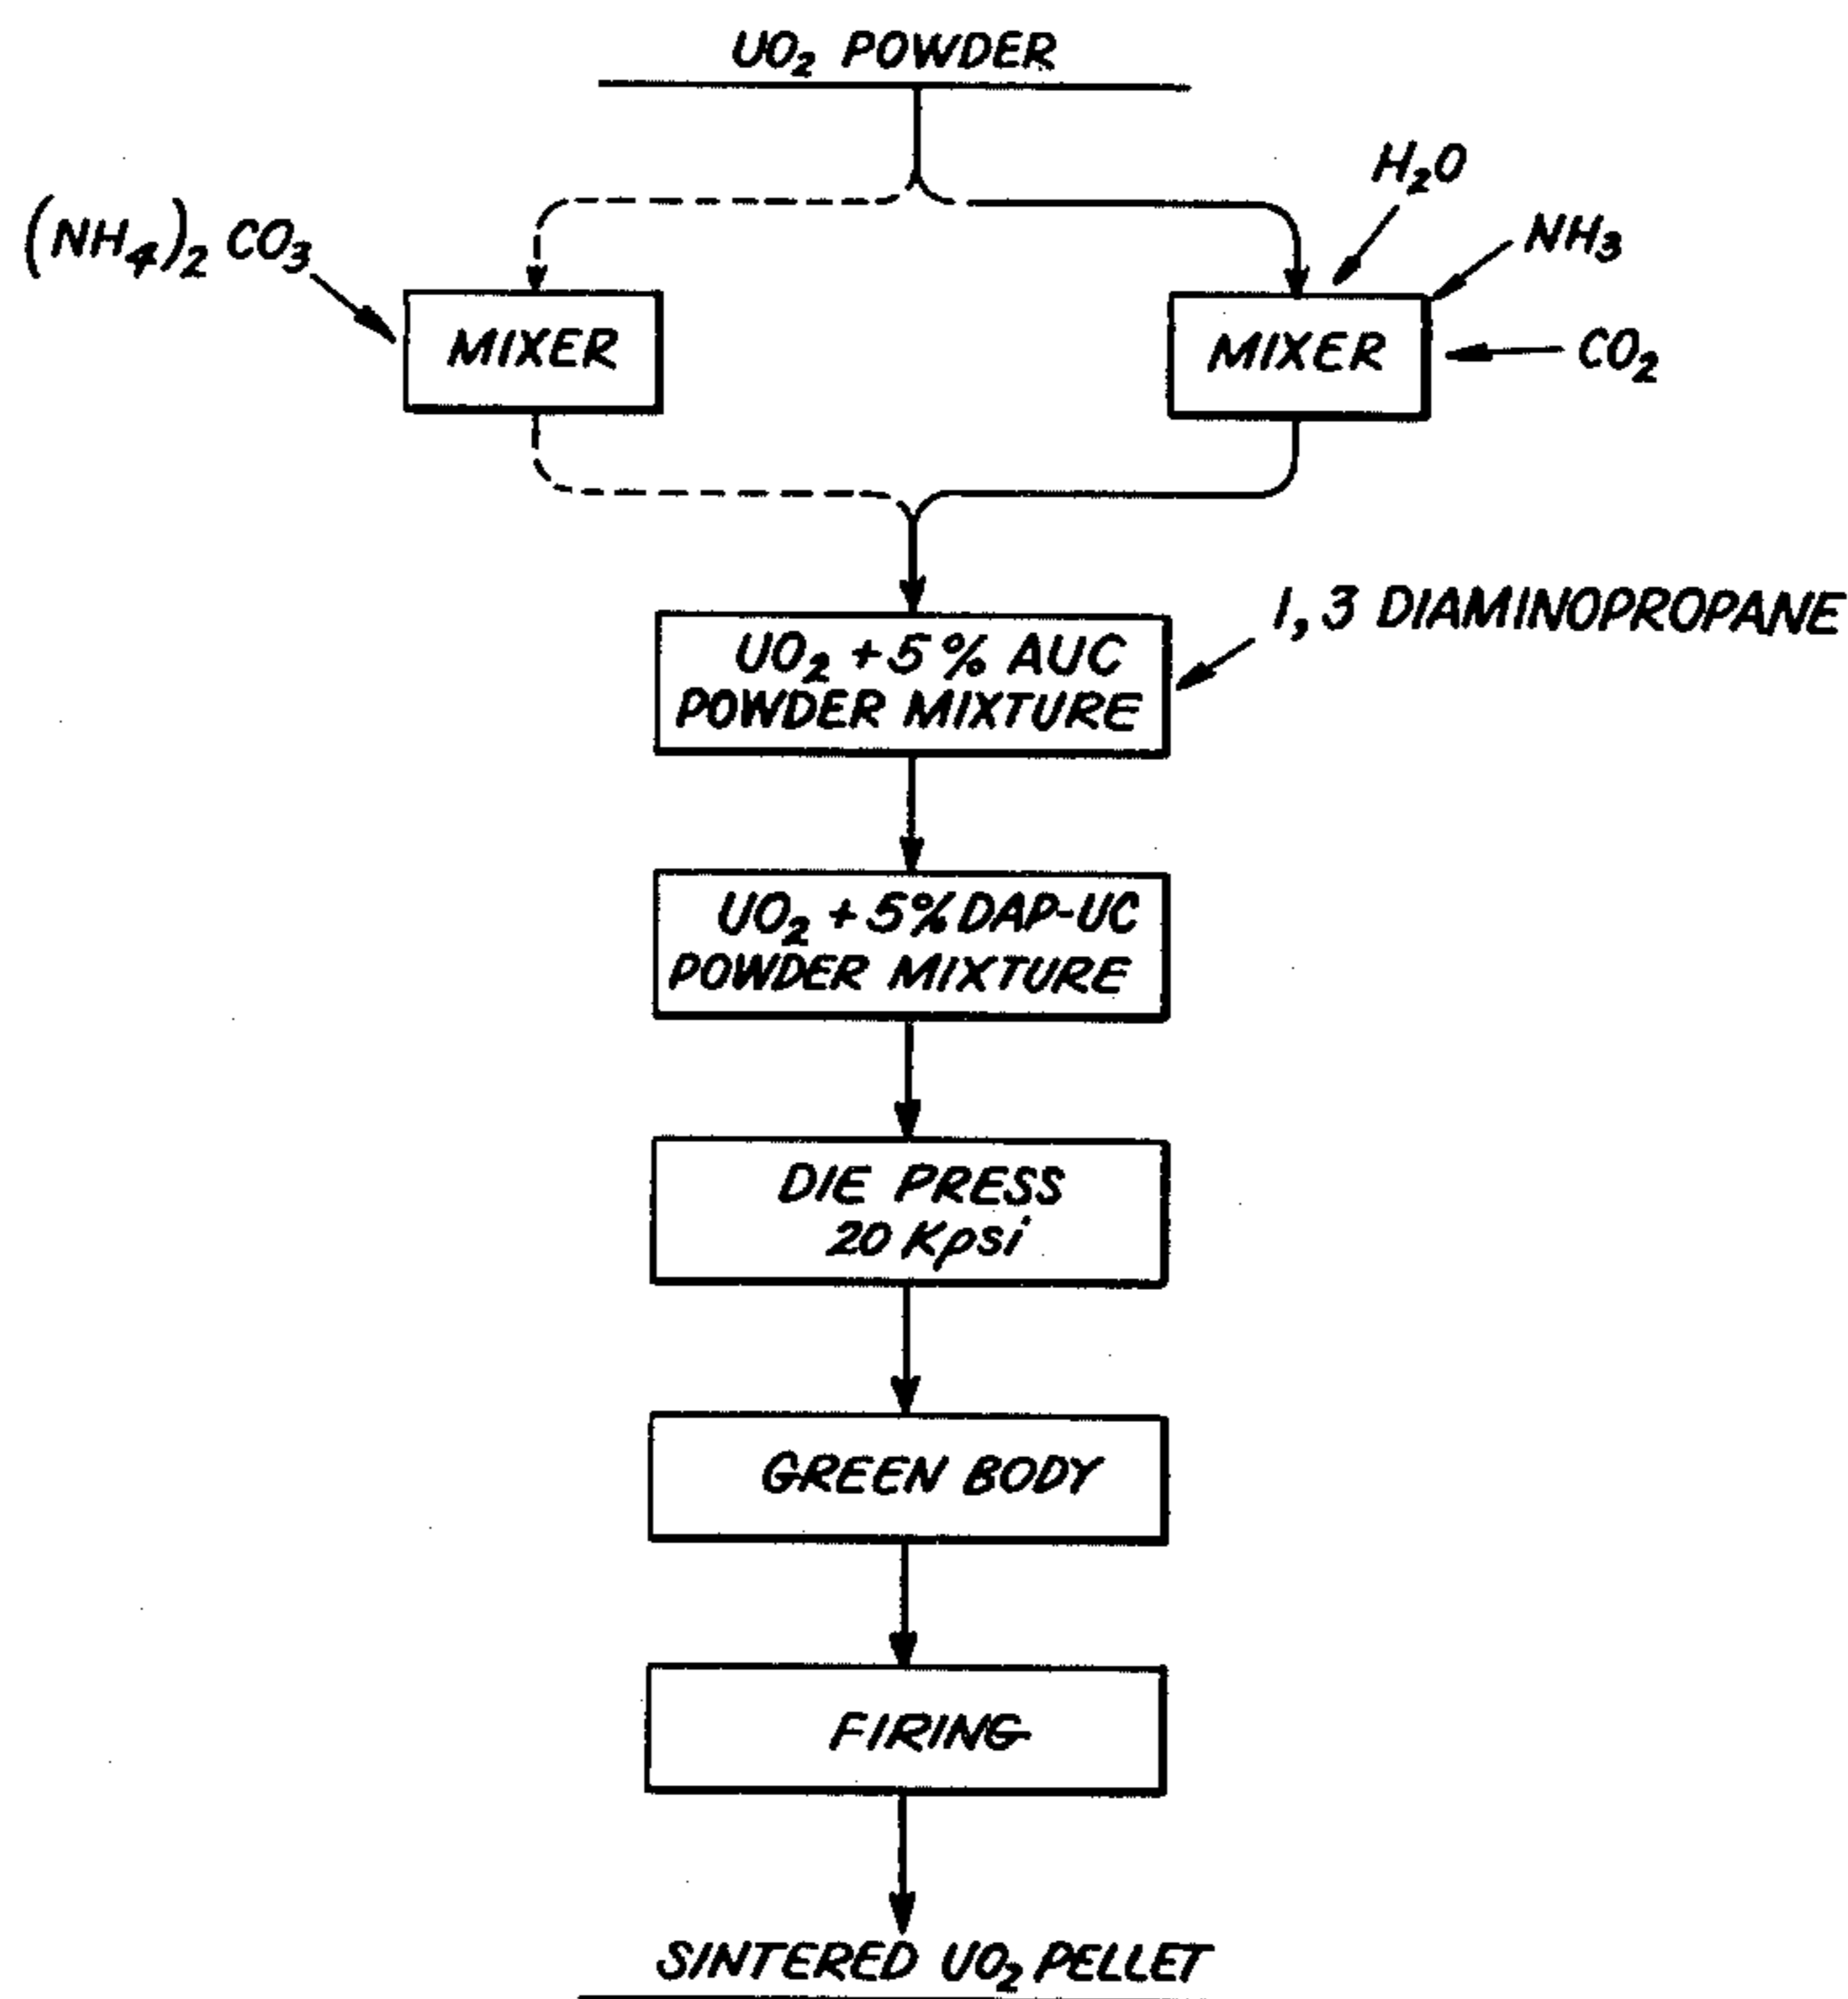 UO₂ POWDER
H₂O
NH₃
(NH₄)₂ CO₃
MIXER
MIXER
CO₂
1,3 DIAMINOPROPANE
UO₂ + 5% AUC
POWDER MIXTURE
UO₂ + 5% DAP-UC
POWDER MIXTURE
DIE PRESS
20 Kpsi
GREEN BODY
FIRING
SINTERED UO₂ PELLET